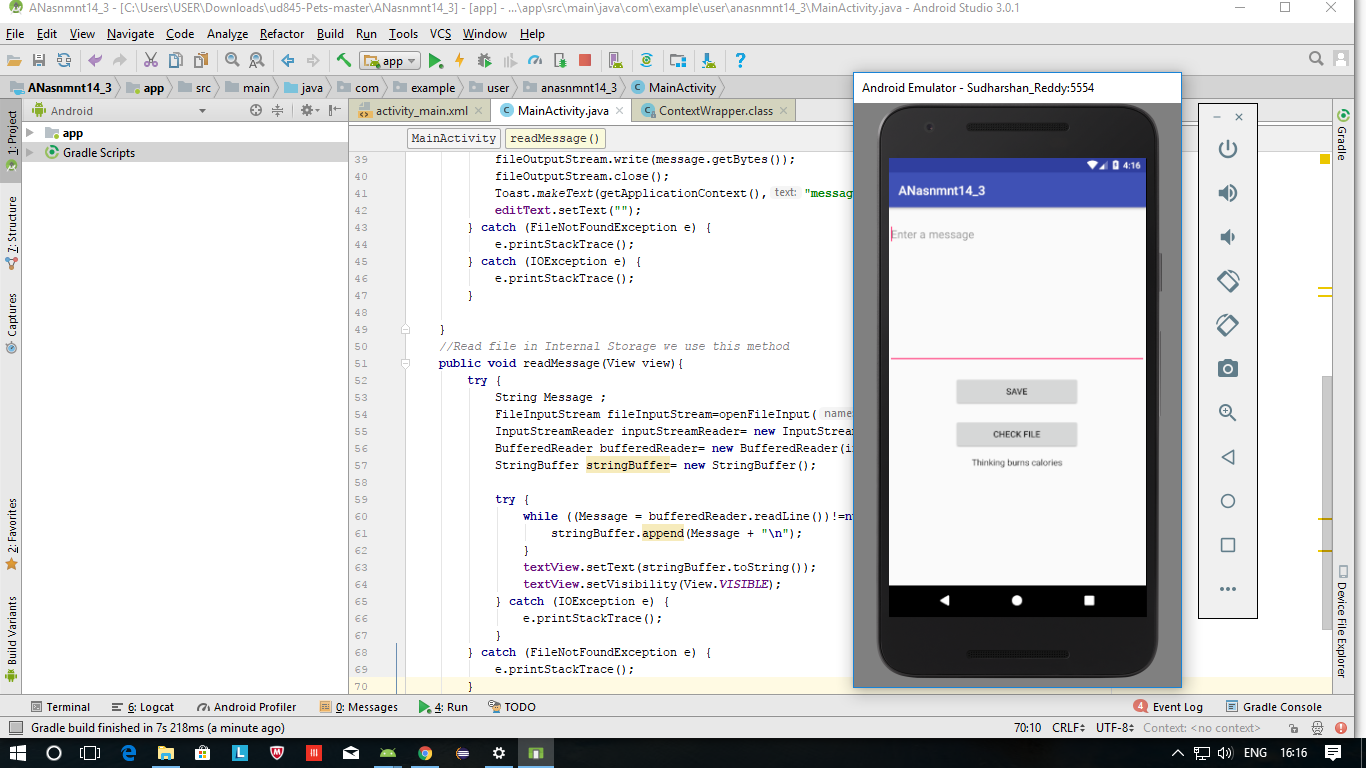 ANasnmnt14_3 - [C:\Users\USER\Downloads\ud845-Pets-master\ANasnmnt14_3] - [app] - ...\app\src\main\java\com\example\user\anasnmnt14_3\MainActivity.java - Android Studio 3.0.1
File Edit View Navigate Code Analyze Refactor Build Run Tools VCS Window Help
app
ANasnmnt14_3 app src main java com example user anasnmnt14_3 MainActivity
Android
activity_main.xml MainActivity.java ContextWrapper.class
1: Project
7: Structure
Captures
2: Favorites
Build Variants
app
Gradle Scripts
MainActivity readMessage()
39 fileOutputStream.write(message.getBytes());
40 fileOutputStream.close();
41 Toast.makeText(getApplicationContext(), text: "messag
42 editText.setText("");
43 } catch (FileNotFoundException e) {
44 e.printStackTrace();
45 } catch (IOException e) {
46 e.printStackTrace();
47 }
48
49 }
50 //Read file in Internal Storage we use this method
51 public void readMessage(View view){
52 try {
53 String Message ;
54 FileInputStream fileInputStream=openFileInput( name
55 InputStreamReader inputStreamReader= new InputStream
56 BufferedReader bufferedReader= new BufferedReader(i
57 StringBuffer stringBuffer= new StringBuffer();
58
59 try {
60 while ((Message = bufferedReader.readLine())!=n
61 stringBuffer.append(Message + "\n");
62 }
63 textView.setText(stringBuffer.toString());
64 textView.setVisibility(View.VISIBLE);
65 } catch (IOException e) {
66 e.printStackTrace();
67 }
68 } catch (FileNotFoundException e) {
69 e.printStackTrace();
70 }
Android Emulator - Sudharshan_Reddy:5554
4:16
ANasnmnt14_3
Enter a message
SAVE
CHECK FILE
Thinking burns calories
Gradle
Device File Explorer
Terminal 6: Logcat Android Profiler 0: Messages 4: Run TODO 4 Event Log Gradle Console
Gradle build finished in 7s 218ms (a minute ago) 70:10 CRLF UTF-8 Context: <no context>
ENG 16:16